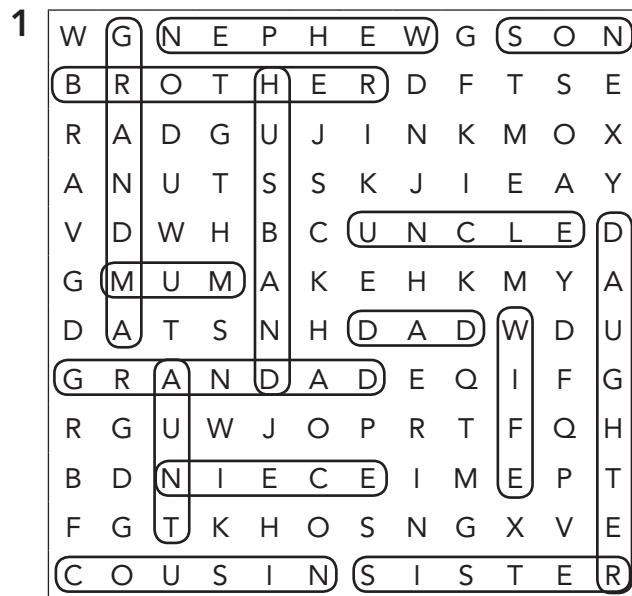 1
W G N E P H E W G S O N
B R O T H E R D F T S E
R A D G U J I N K M O X
A N U T S S K J I E A Y
V D W H B C U N C L E D
G M U M A K E H K M Y A
D A T S N H D A D W D U
G R A N D A D E Q I F G
R G U W J O P R T F Q H
B D N I E C E I M E P T
F G T K H O S N G X V E
C O U S I N S I S T E R